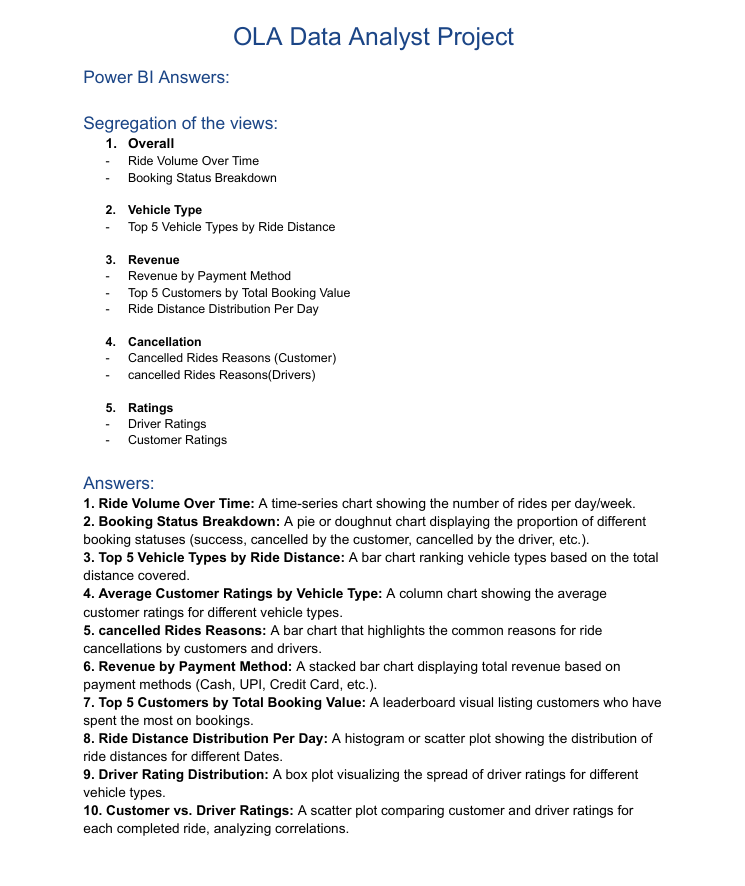 OLA Data Analyst Project
Power BI Answers:
Segregation of the views:
1. Overall
- Ride Volume Over Time
- Booking Status Breakdown
2. Vehicle Type
- Top 5 Vehicle Types by Ride Distance
3. Revenue
- Revenue by Payment Method
- Top 5 Customers by Total Booking Value
- Ride Distance Distribution Per Day
4. Cancellation
- Cancelled Rides Reasons (Customer)
- cancelled Rides Reasons(Drivers)
5. Ratings
- Driver Ratings
- Customer Ratings
Answers:
1. Ride Volume Over Time: A time-series chart showing the number of rides per day/week.
2. Booking Status Breakdown: A pie or doughnut chart displaying the proportion of different
booking statuses (success, cancelled by the customer, cancelled by the driver, etc.).
3. Top 5 Vehicle Types by Ride Distance: A bar chart ranking vehicle types based on the total
distance covered.
4. Average Customer Ratings by Vehicle Type: A column chart showing the average
customer ratings for different vehicle types.
5. cancelled Rides Reasons: A bar chart that highlights the common reasons for ride
cancellations by customers and drivers.
6. Revenue by Payment Method: A stacked bar chart displaying total revenue based on
payment methods (Cash, UPI, Credit Card, etc.).
7. Top 5 Customers by Total Booking Value: A leaderboard visual listing customers who have
spent the most on bookings.
8. Ride Distance Distribution Per Day: A histogram or scatter plot showing the distribution of
ride distances for different Dates.
9. Driver Rating Distribution: A box plot visualizing the spread of driver ratings for different
vehicle types.
10. Customer vs. Driver Ratings: A scatter plot comparing customer and driver ratings for
each completed ride, analyzing correlations.